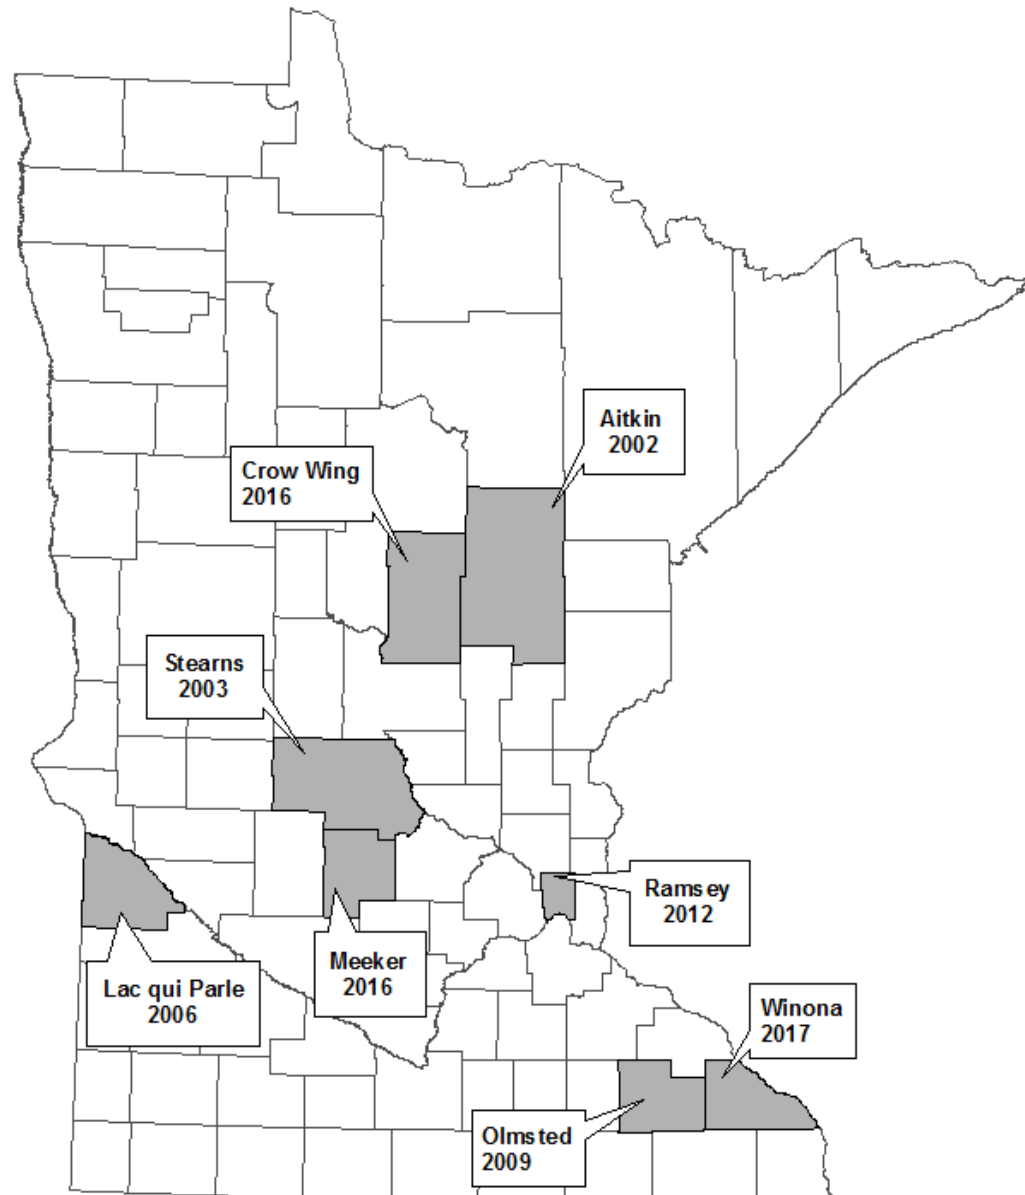 Aitkin
2002
Crow Wing
2016
Stearns
2003
Ramsey
2012
Meeker
2016
Lac qui Parle
2006
Winona
2017
Olmsted
2009